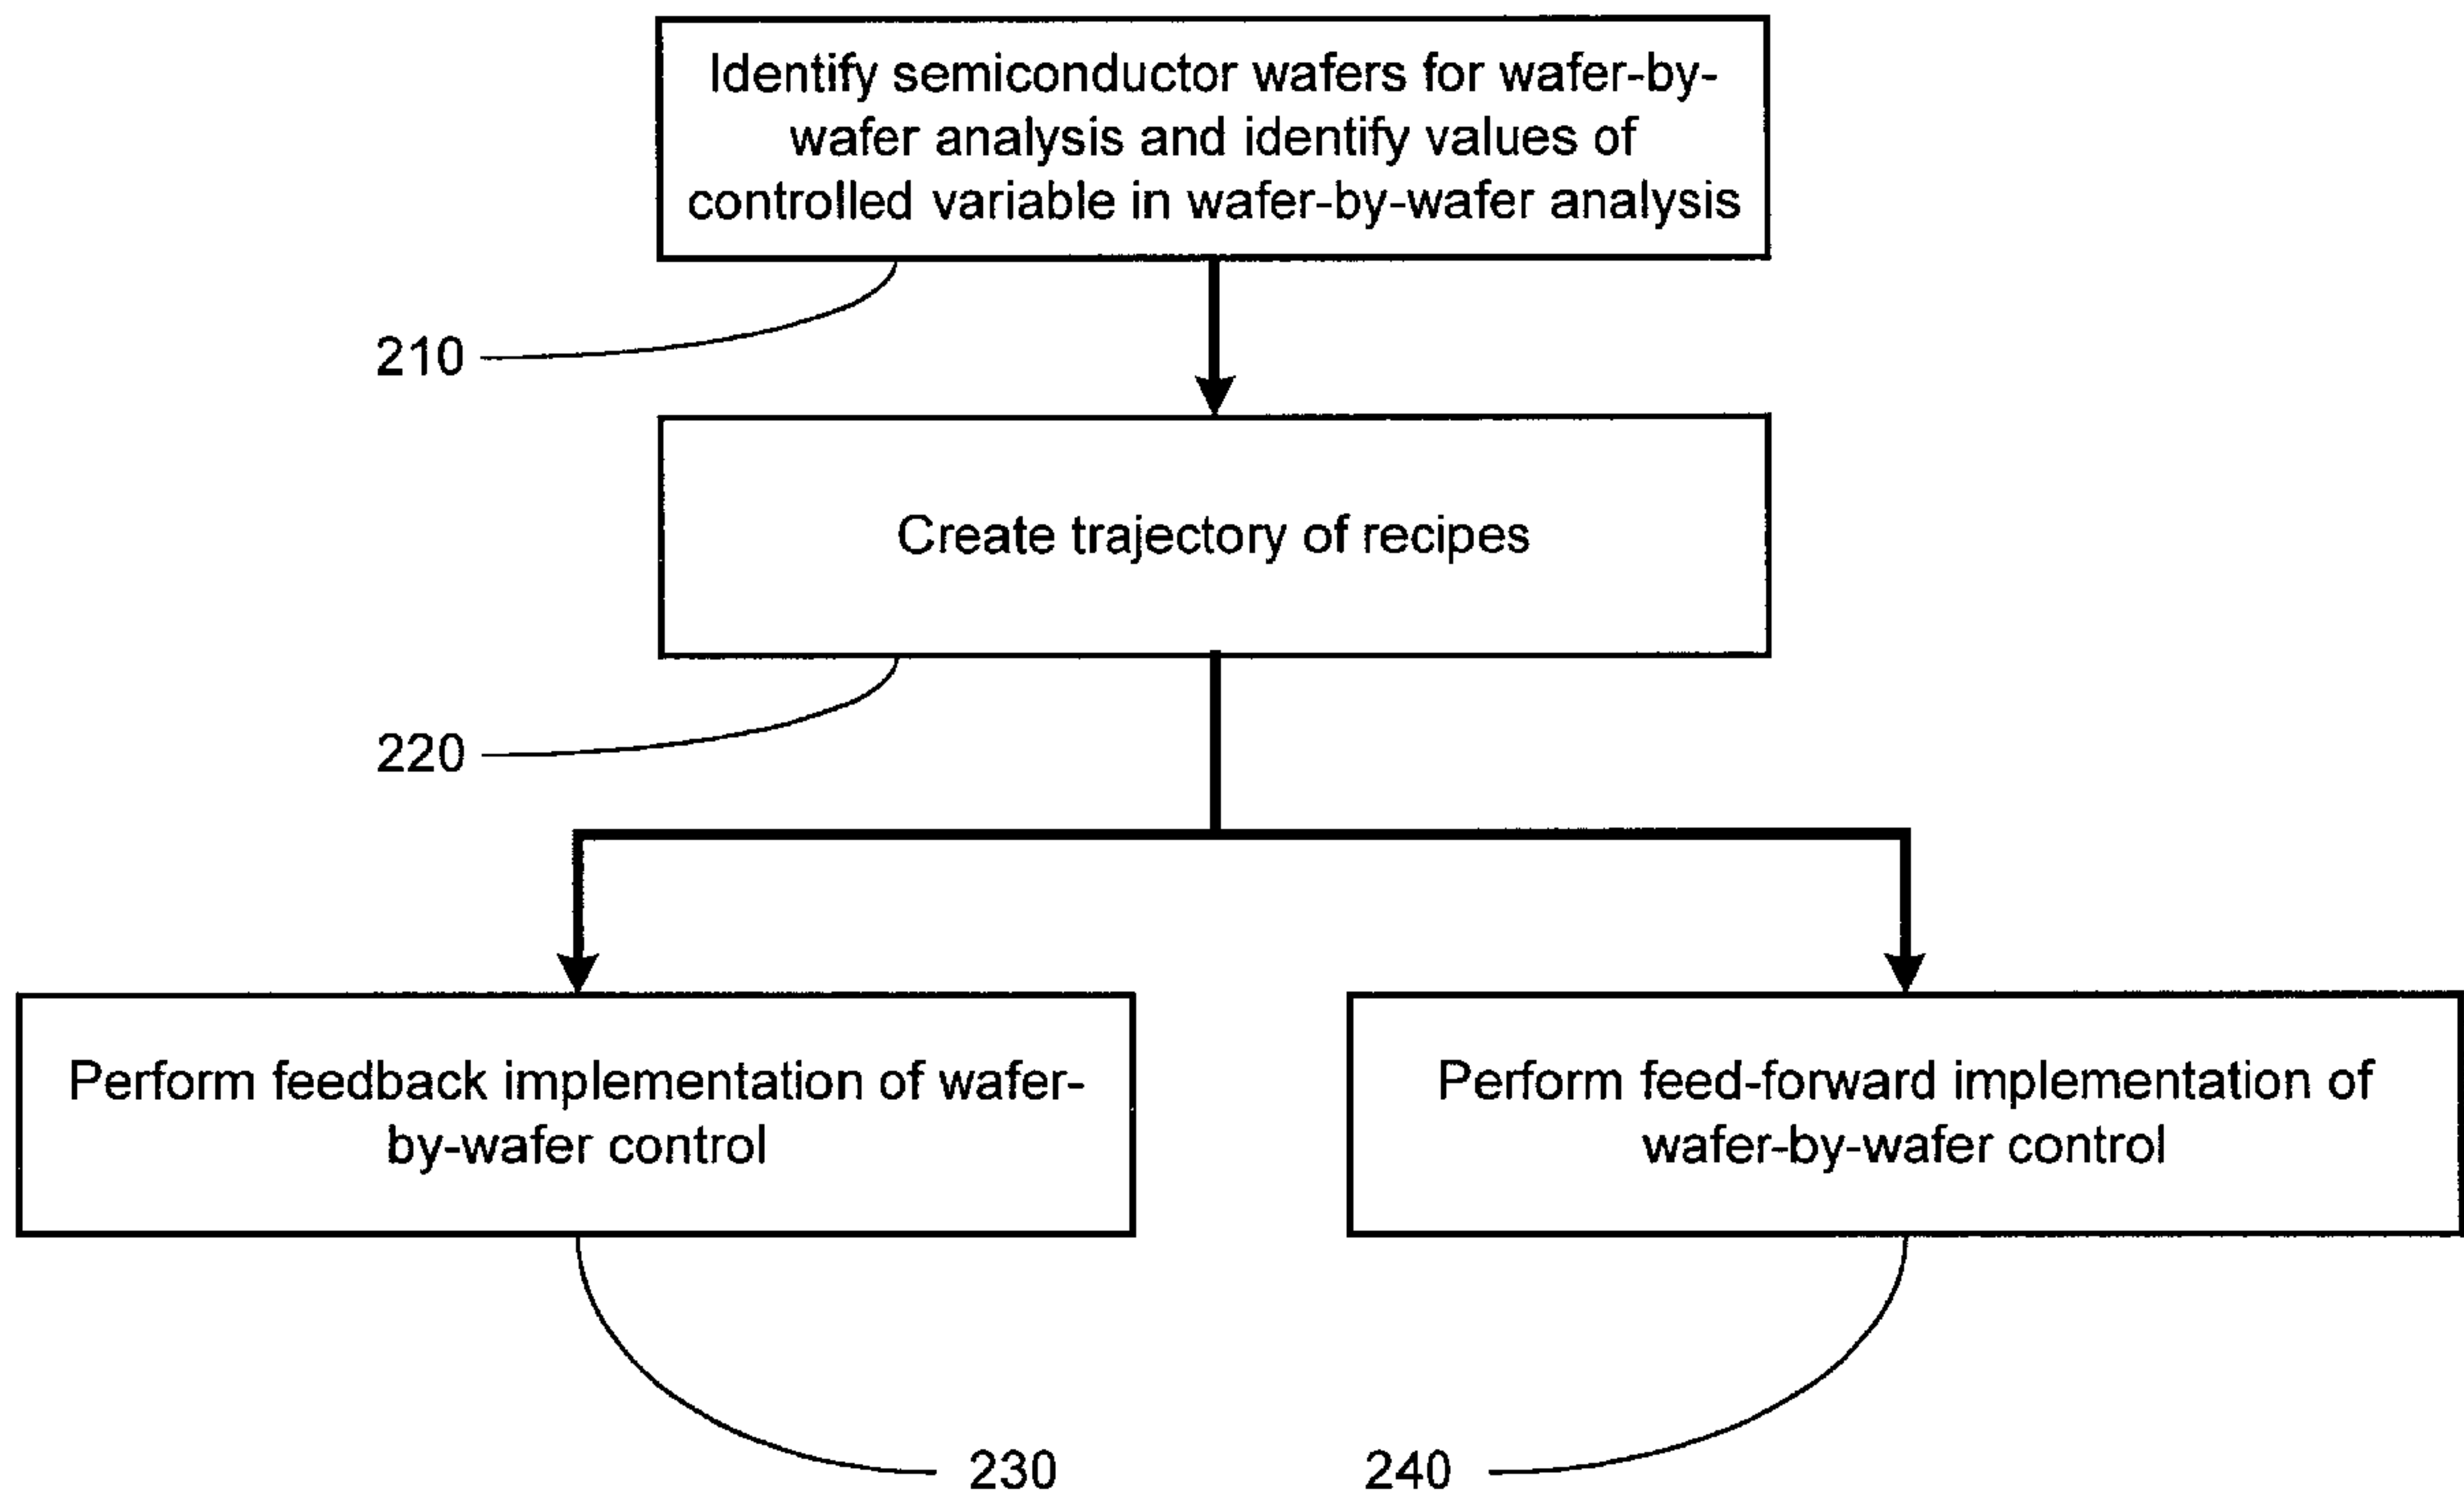 Identify semiconductor wafers for wafer-by-
wafer analysis and identify values of
controlled variable in wafer-by-wafer analysis
210
Create trajectory of recipes
220
Perform feedback implementation of wafer-
by-wafer control
Perform feed-forward implementation of
wafer-by-wafer control
230
240